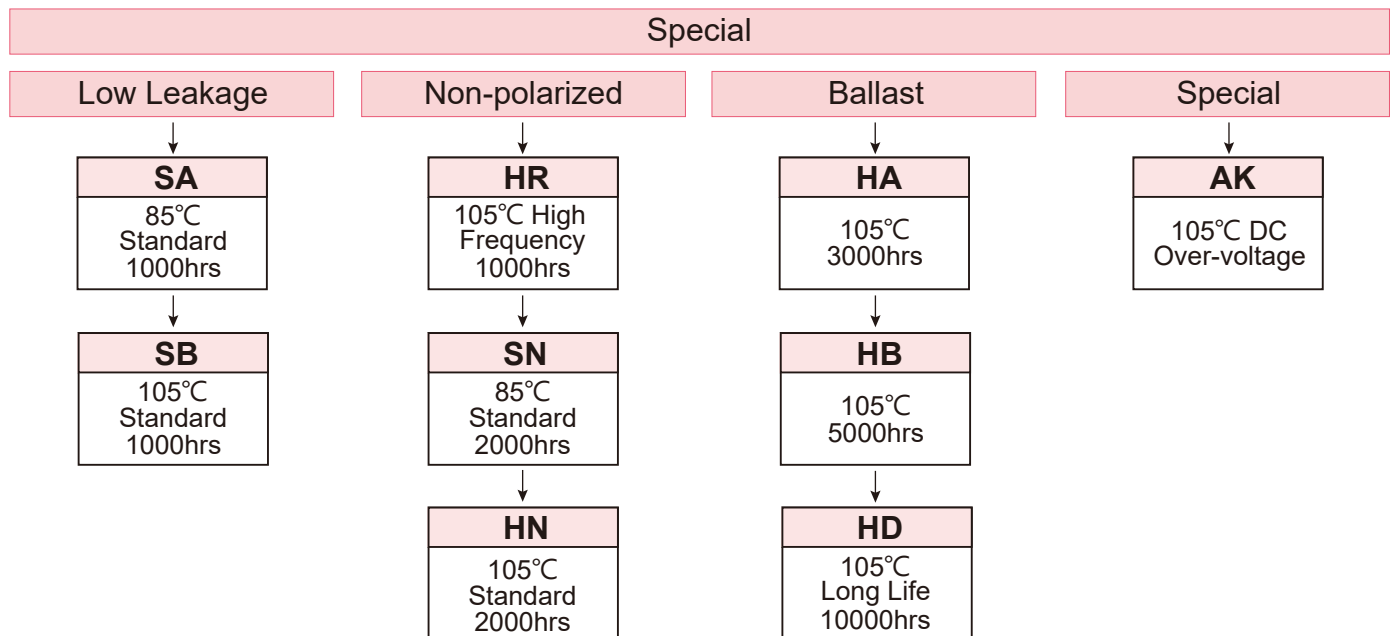 Special
Low Leakage
Non-polarized
Ballast
Special
SA
85℃
Standard
1000hrs
SB
105℃
Standard
1000hrs
HR
105℃ High
Frequency
1000hrs
SN
85℃
Standard
2000hrs
HN
105℃
Standard
2000hrs
HA
105℃
3000hrs
HB
105℃
5000hrs
HD
105℃
Long Life
10000hrs
AK
105℃ DC
Over-voltage